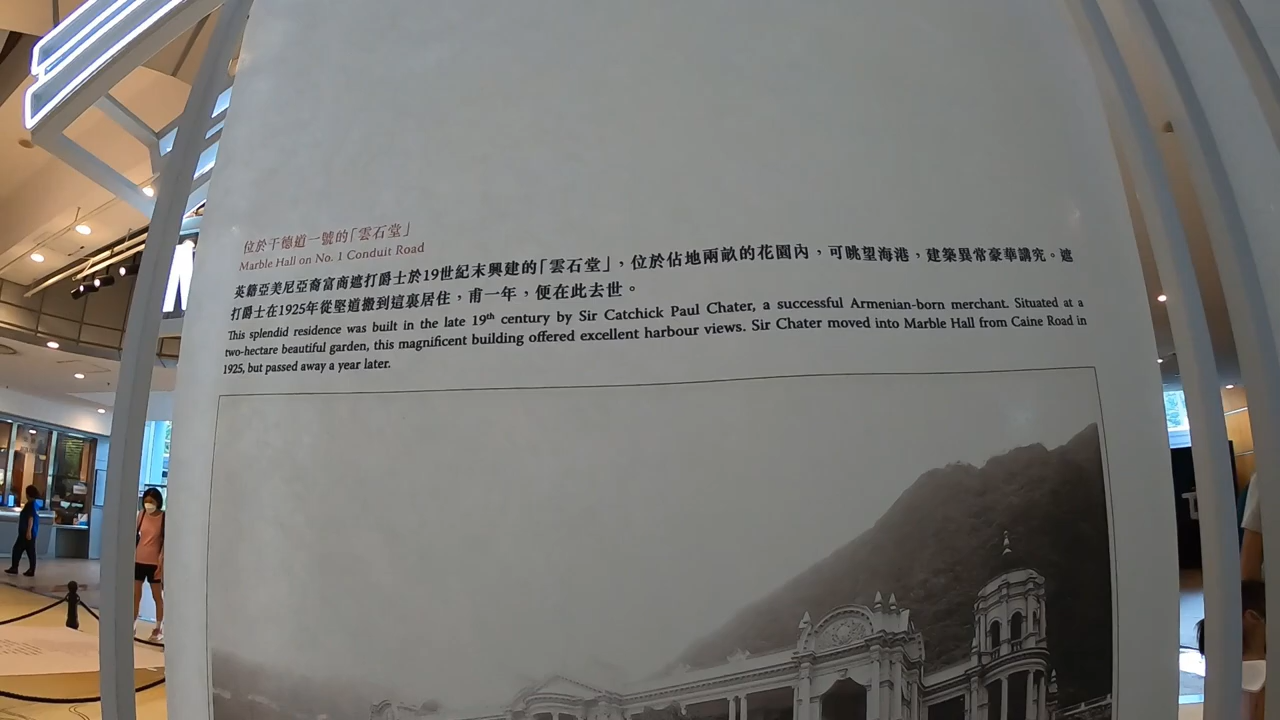 位於干德道一號的「雲石堂」
Marble Hall on No. 1 Conduit Road
英籍亞美尼亞裔富商遮打爵士於19世紀末興建的「雲石堂」，位於佔地兩畝的花園內，可眺望海港，建築異常豪華講究。遮
打爵士在1925年從堅道搬到這裏居住，甫一年，便在此去世。
This splendid residence was built in the late 19th century by Sir Catchick Paul Chater, a successful Armenian-born merchant. Situated at a
two-hectare beautiful garden, this magnificent building offered excellent harbour views. Sir Chater moved into Marble Hall from Caine Road in
1925, but passed away a year later.